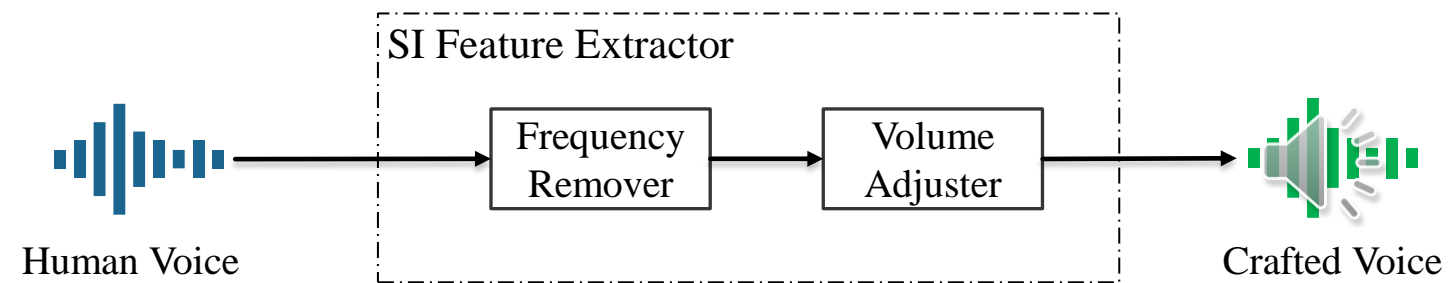 SI Feature Extractor
Frequency
Remover
Volume
Adjuster
Human Voice
Crafted Voice